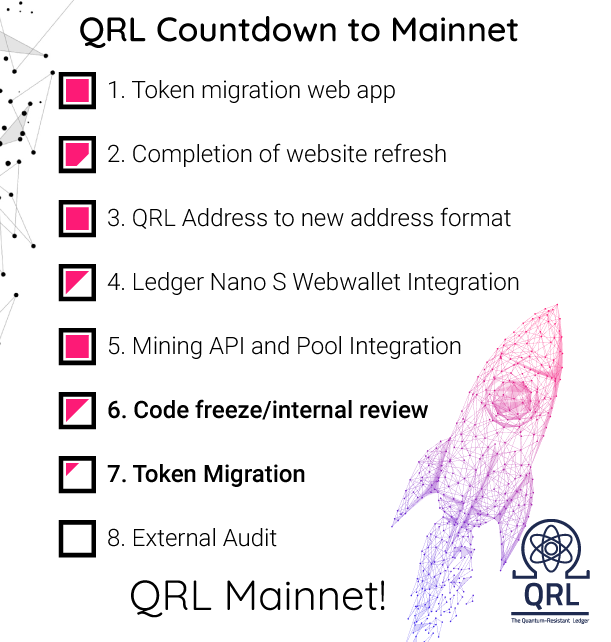 QRL Countdown to Mainnet
1. Token migration web app
2. Completion of website refresh
3. QRL Address to new address format
4. Ledger Nano S Webwallet Integration
5. Mining API and Pool Integration
6. Code freeze/internal review
7. Token Migration
8. External Audit
QRL Mainnet!
QRL
The Quantum-Resistant Ledger